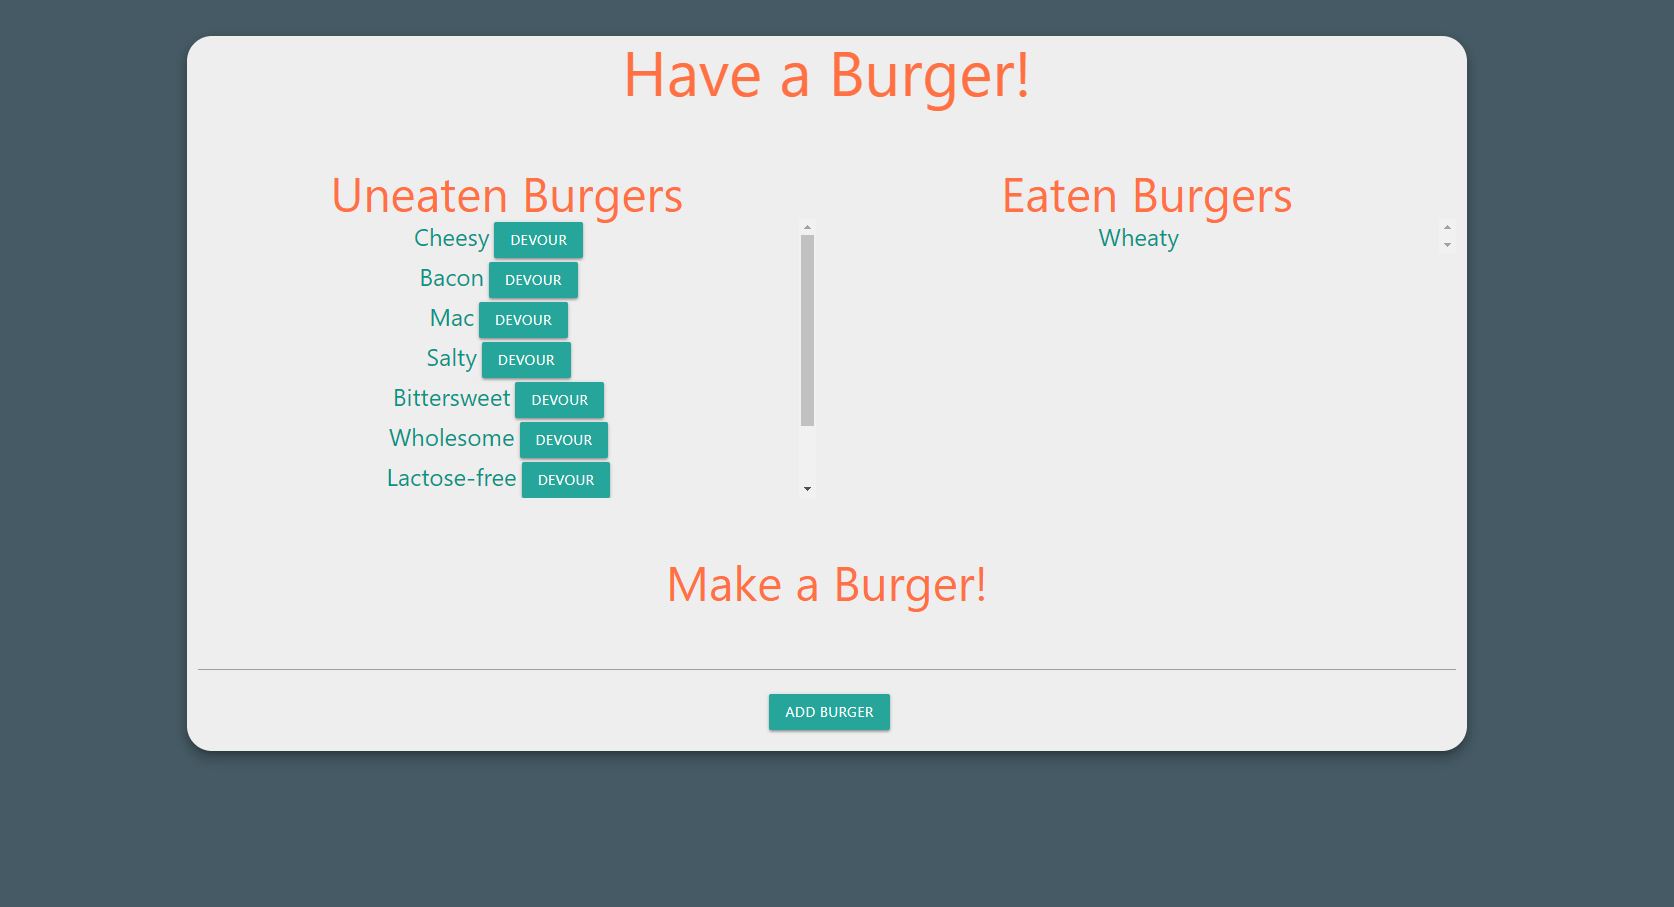 Have a Burger!
Uneaten Burgers
Cheesy DEVOUR
Bacon DEVOUR
Mac DEVOUR
Salty DEVOUR
Bittersweet DEVOUR
Wholesome DEVOUR
Lactose-free DEVOUR
Eaten Burgers
Wheaty
Make a Burger!
ADD BURGER